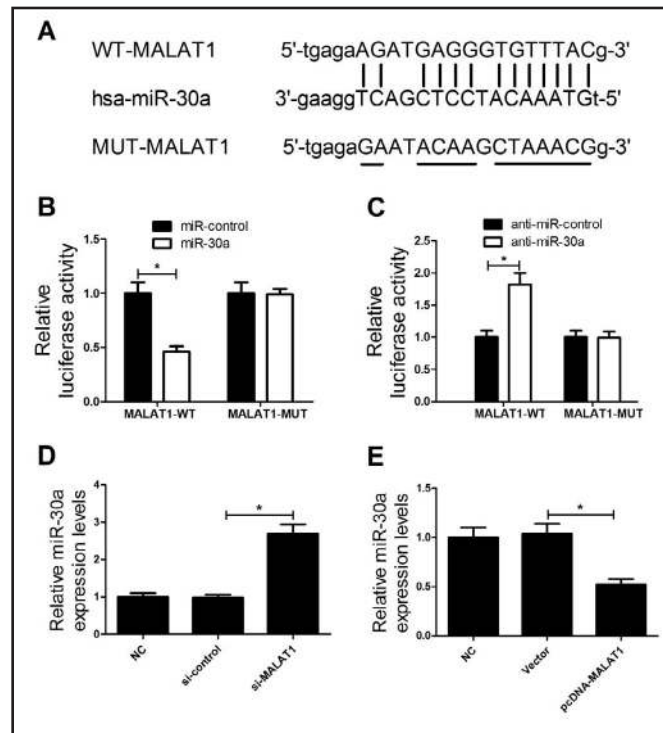 A
WT-MALAT1 5'-tgagaAGATGAGGGTGTTTACg-3'
hsa-miR-30a 3'-gaaggTCAGCTCCTACAAATGt-5'
MUT-MALAT1 5'-tgagaGAATACAAGCTAAACGg-3'
B
miR-control
miR-30a
Relative
luciferase activity
1.5
1.0
0.5
0.0
*
MALAT1-WT MALAT1-MUT
C
anti-miR-control
anti-miR-30a
Relative
luciferase activity
2.5
2.0
1.5
1.0
0.5
0.0
*
MALAT1-WT MALAT1-MUT
D
Relative miR-30a
expression levels
4
3
2
1
0
*
NC
si-control
si-MALAT1
E
Relative miR-30a
expression levels
1.5
1.0
0.5
0.0
*
NC
Vector
pcDNA-MALAT1